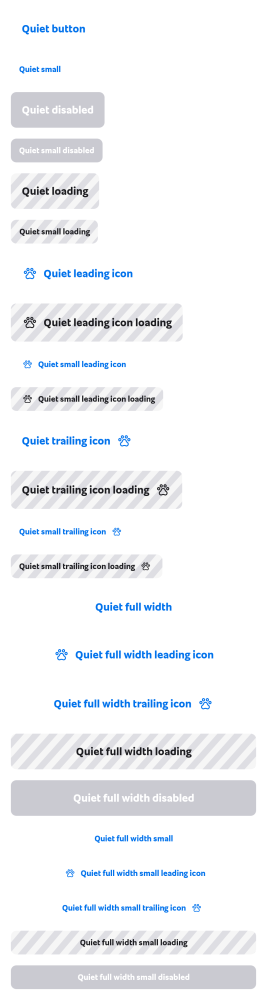 Quiet button
Quiet small
Quiet disabled
Quiet small disabled
Quiet loading
Quiet small loading
Quiet leading icon
Quiet leading icon loading
Quiet small leading icon
Quiet small leading icon loading
Quiet trailing icon
Quiet trailing icon loading
Quiet small trailing icon
Quiet small trailing icon loading
Quiet full width
Quiet full width leading icon
Quiet full width trailing icon
Quiet full width loading
Quiet full width disabled
Quiet full width small
Quiet full width small leading icon
Quiet full width small trailing icon
Quiet full width small loading
Quiet full width small disabled